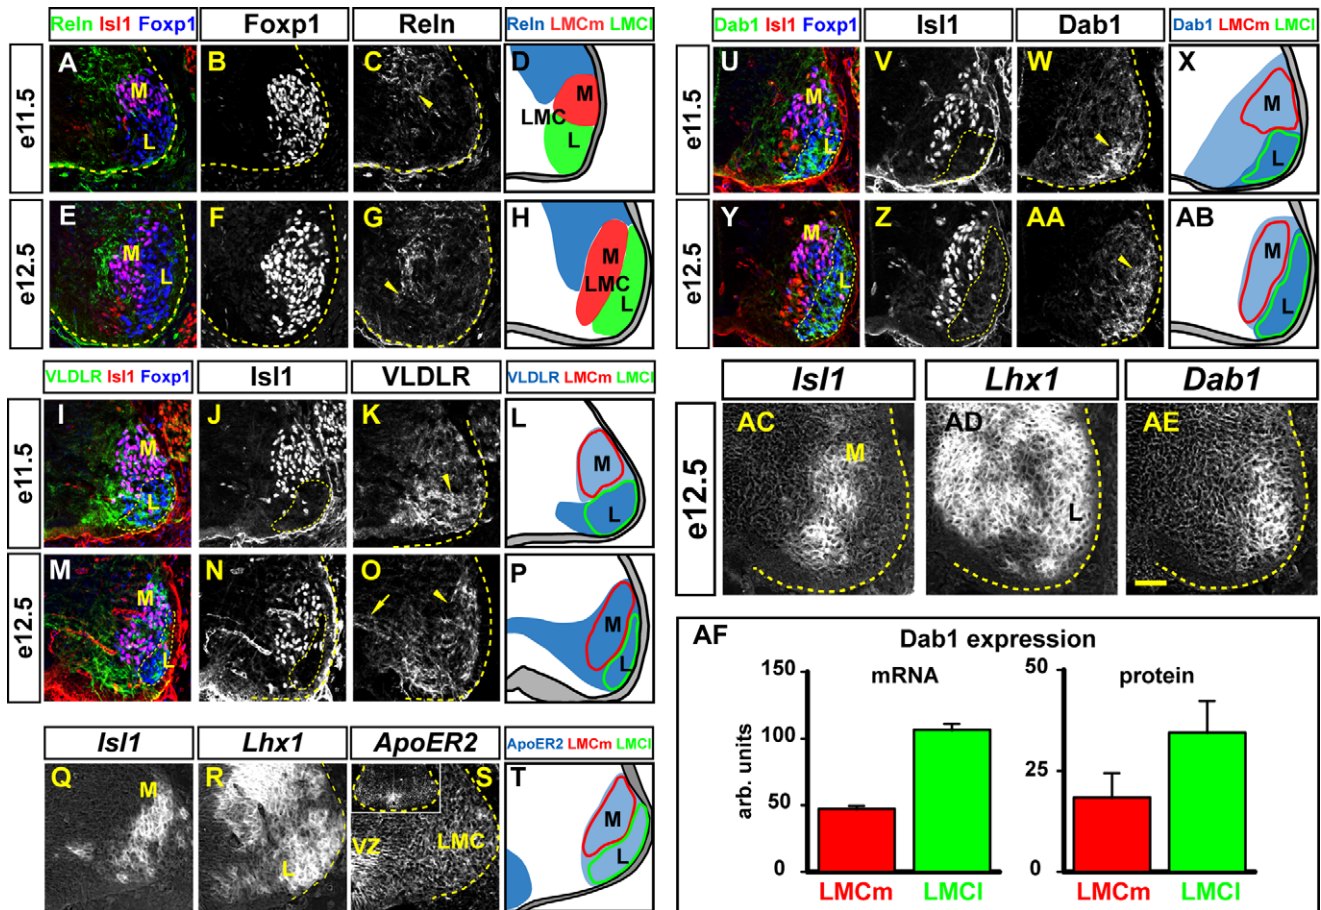 Reln Isl1 Foxp1
Foxp1
Reln
Reln LMCm LMCl
e11.5
A
M
L
B
C
D
M
LMC
L
e12.5
E
M
L
F
G
H
M
LMC
L
VLDLR Isl1 Foxp1
Isl1
VLDLR
VLDLR LMCm LMCl
e11.5
I
M
L
J
K
L
M
L
e12.5
M
M
L
N
O
P
M
L
Isl1
Lhx1
ApoER2
ApoER2 LMCm LMCl
Q
M
R
L
S
VZ
LMC
T
M
L
Dab1 Isl1 Foxp1
Isl1
Dab1
Dab1 LMCm LMCl
e11.5
U
M
L
V
W
X
M
L
e12.5
Y
M
L
Z
AA
AB
M
L
Isl1
Lhx1
Dab1
e12.5
AC
M
AD
L
AE
AF
Dab1 expression
mRNA
arb. units
150
100
50
0
LMCm
LMCl
protein
50
25
0
LMCm
LMCl